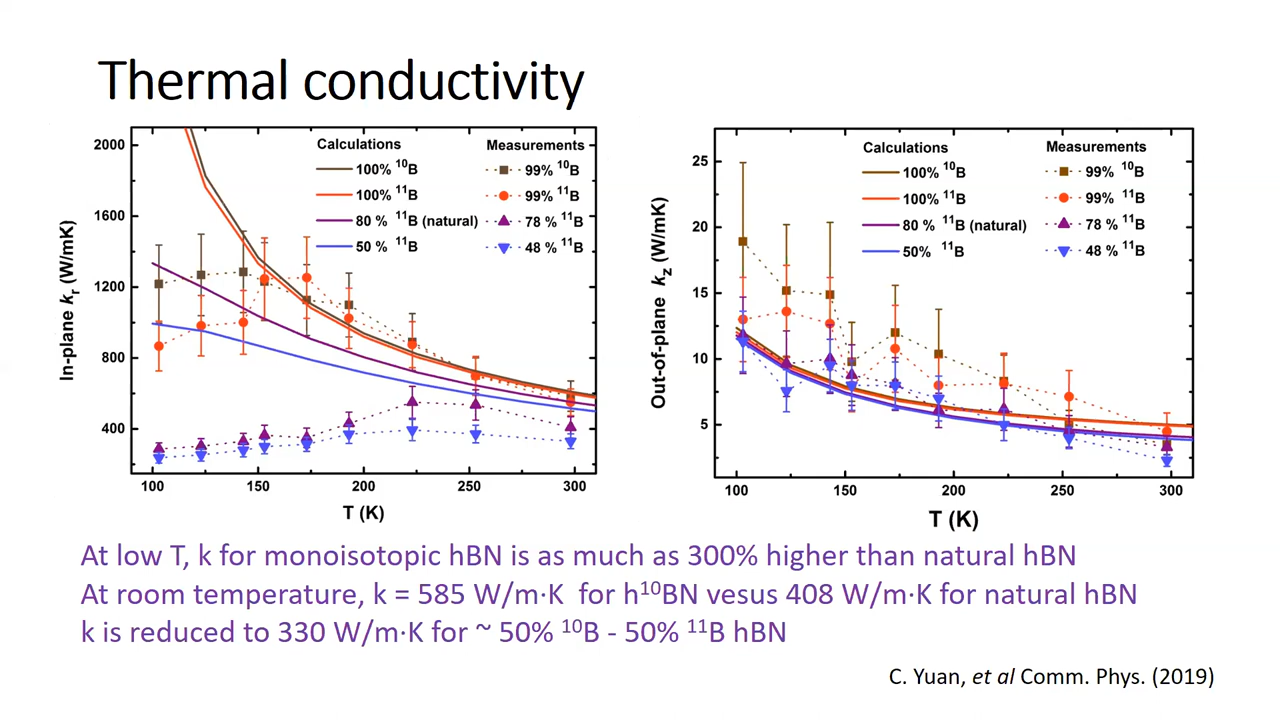 Thermal conductivity
Calculations
100% ¹⁰B
100% ¹¹B
80 % ¹¹B (natural)
50 % ¹¹B
Measurements
99% ¹⁰B
99% ¹¹B
78 % ¹¹B
48 % ¹¹B
In-plane kᵣ (W/mK)
2000
1600
1200
800
400
100 150 200 250 300
T (K)
Calculations
100% ¹⁰B
100% ¹¹B
80 % ¹¹B (natural)
50% ¹¹B
Measurements
99% ¹⁰B
99% ¹¹B
78 % ¹¹B
48 % ¹¹B
Out-of-plane k_z (W/mK)
25
20
15
10
5
100 150 200 250 300
T (K)
At low T, k for monoisotopic hBN is as much as 300% higher than natural hBN
At room temperature, k = 585 W/m·K for h¹⁰BN vesus 408 W/m·K for natural hBN
k is reduced to 330 W/m·K for ~ 50% ¹⁰B - 50% ¹¹B hBN
C. Yuan, et al Comm. Phys. (2019)